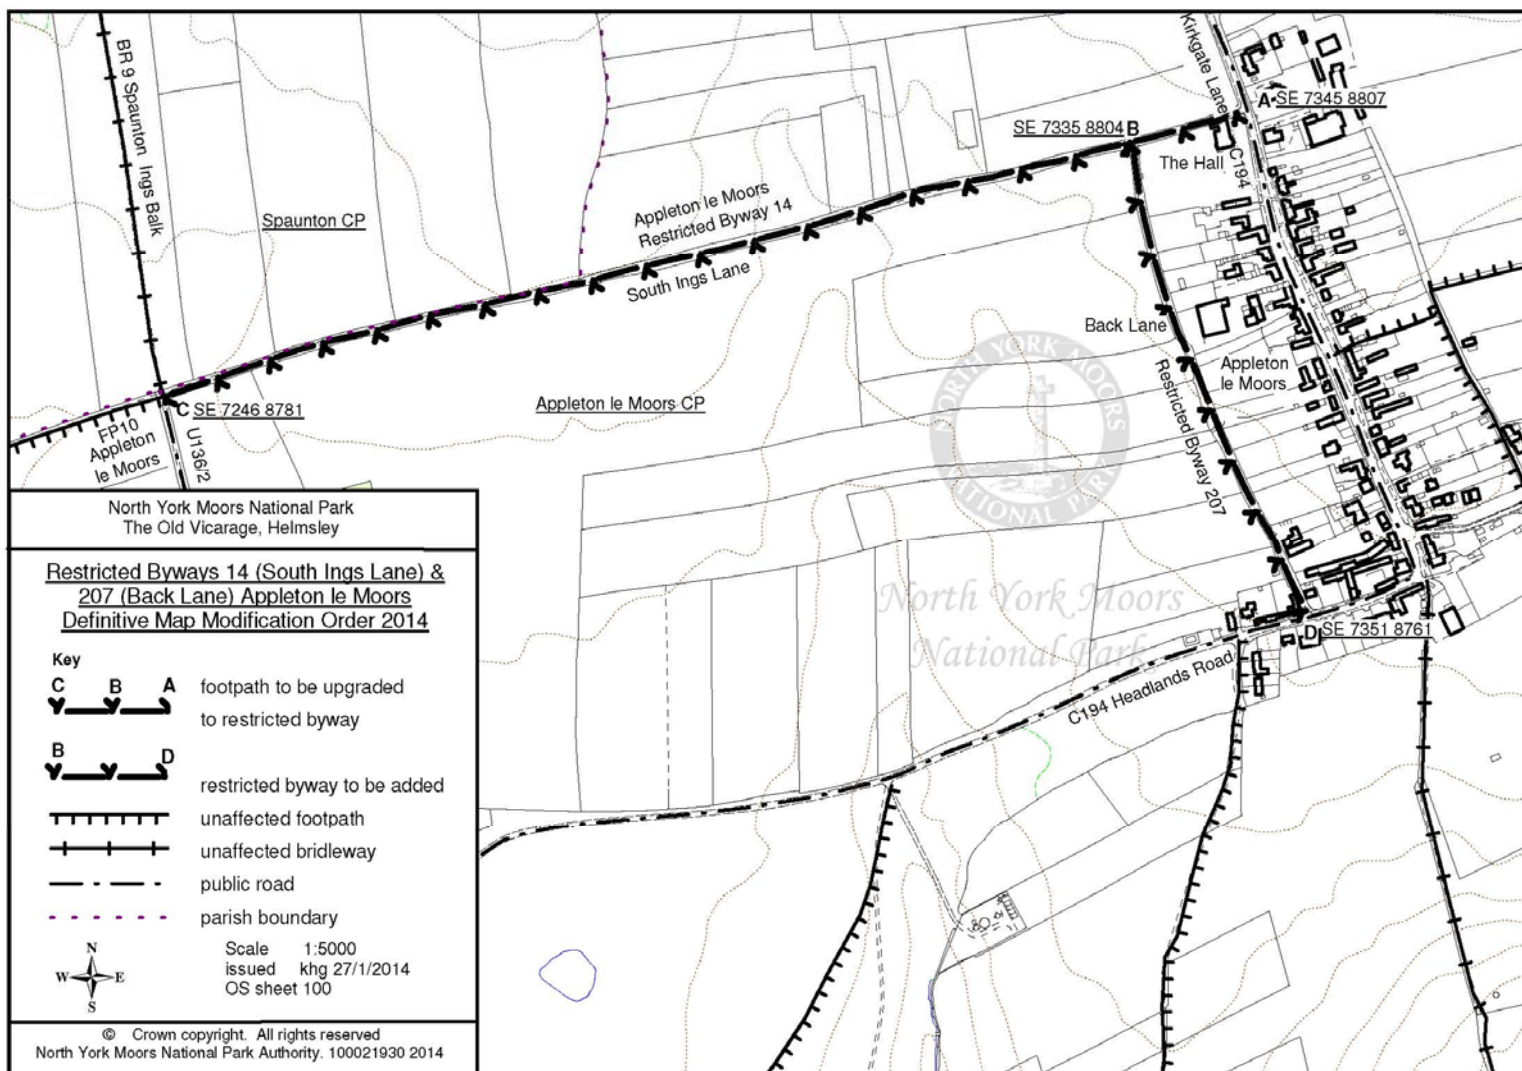 BR 9 Spaunton Ings Balk
Kirkgate Lane
A SE 7345 8807
SE 7335 8804 B
The Hall
C194
Spaunton CP
Appleton le Moors
Restricted Byway 14
South Ings Lane
Back Lane
Restricted Byway 207
Appleton
le Moors
C SE 7246 8781
Appleton le Moors CP
FP10
Appleton
le Moors
U136/2
NORTH YORK MOORS
NATIONAL PARK
North York Moors
National Park
D SE 7351 8761
C194 Headlands Road
North York Moors National Park
The Old Vicarage, Helmsley
Restricted Byways 14 (South Ings Lane) &
207 (Back Lane) Appleton le Moors
Definitive Map Modification Order 2014
Key
C B A footpath to be upgraded
to restricted byway
B D
restricted byway to be added
unaffected footpath
unaffected bridleway
public road
parish boundary
N
W E
S
Scale 1:5000
issued khg 27/1/2014
OS sheet 100
© Crown copyright. All rights reserved
North York Moors National Park Authority. 100021930 2014